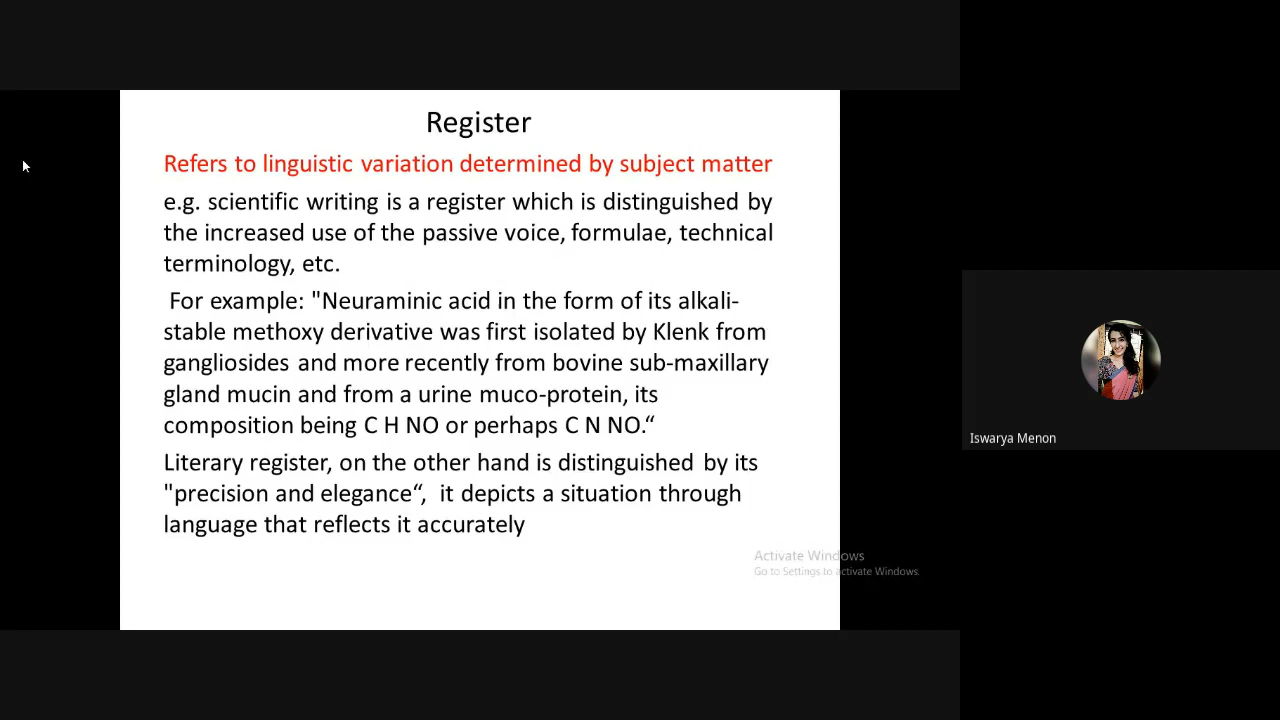 Register
Refers to linguistic variation determined by subject matter
e.g. scientific writing is a register which is distinguished by
the increased use of the passive voice, formulae, technical
terminology, etc.
For example: "Neuraminic acid in the form of its alkali-
stable methoxy derivative was first isolated by Klenk from
gangliosides and more recently from bovine sub-maxillary
gland mucin and from a urine muco-protein, its
composition being C H NO or perhaps C N NO.“
Literary register, on the other hand is distinguished by its
"precision and elegance“, it depicts a situation through
language that reflects it accurately
Activate Windows
Go to Settings to activate Windows.
Iswarya Menon